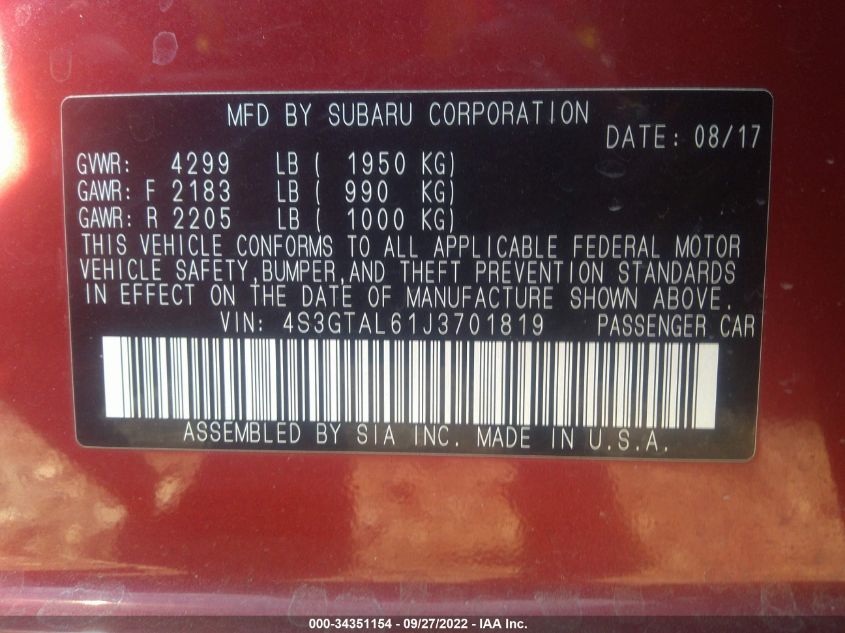 MFD BY SUBARU CORPORATION
DATE: 08/17
GVWR: 4299 LB ( 1950 KG)
GAWR: F 2183 LB ( 990 KG)
GAWR: R 2205 LB ( 1000 KG)
THIS VEHICLE CONFORMS TO ALL APPLICABLE FEDERAL MOTOR
VEHICLE SAFETY,BUMPER,AND THEFT PREVENTION STANDARDS
IN EFFECT ON THE DATE OF MANUFACTURE SHOWN ABOVE.
VIN: 4S3GTAL61J3701819 PASSENGER CAR
ASSEMBLED BY SIA INC. MADE IN U.S.A.
000-34351154 - 09/27/2022 - IAA Inc.